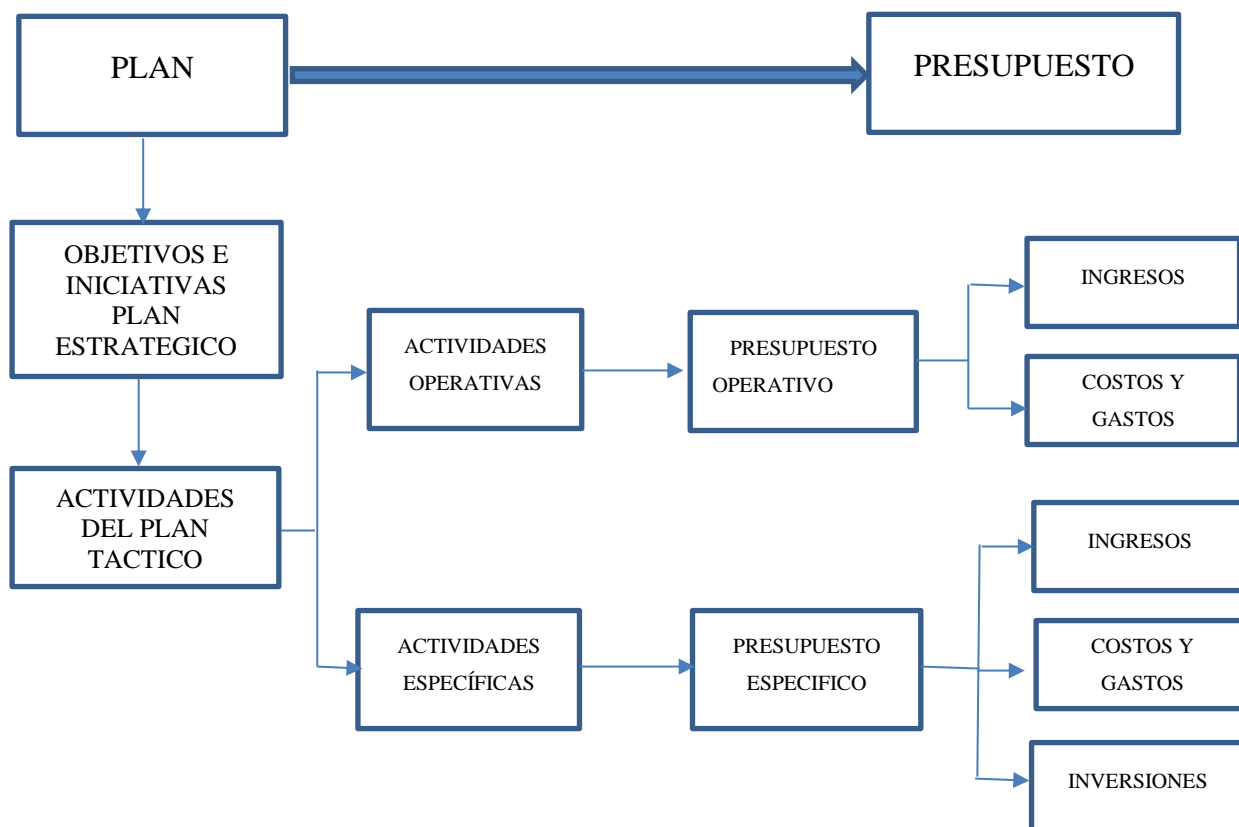 PLAN
PRESUPUESTO
OBJETIVOS E
INICIATIVAS
PLAN
ESTRATEGICO
INGRESOS
ACTIVIDADES
OPERATIVAS
PRESUPUESTO
OPERATIVO
COSTOS Y
GASTOS
ACTIVIDADES
DEL PLAN
TACTICO
INGRESOS
ACTIVIDADES
ESPECÍFICAS
PRESUPUESTO
ESPECIFICO
COSTOS Y
GASTOS
INVERSIONES